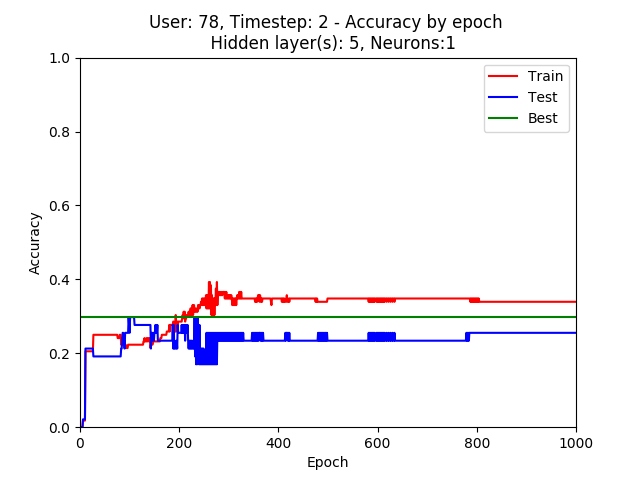 User: 78, Timestep: 2 - Accuracy by epoch
Hidden layer(s): 5, Neurons:1
Train
Test
Best
Accuracy
1.0
0.8
0.6
0.4
0.2
0.0
0 200 400 600 800 1000
Epoch